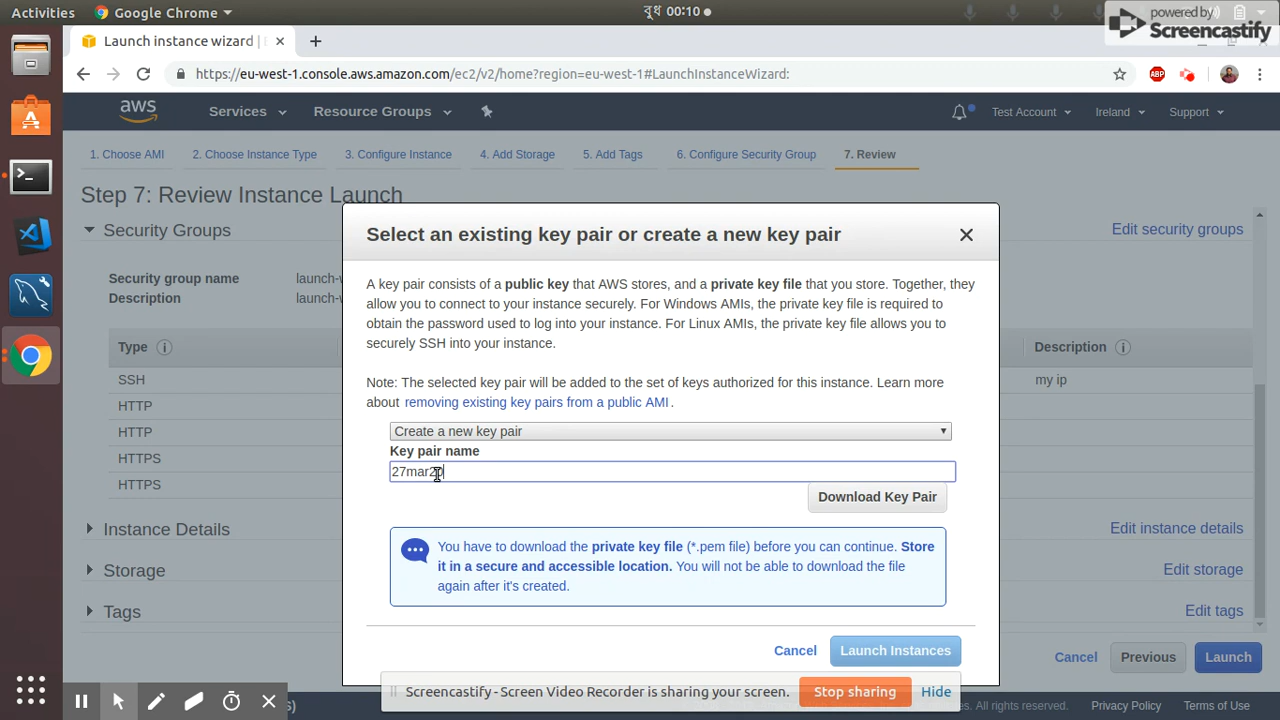 Activities
Google Chrome
বুধ 00:10
powered by
Screencastify
Launch instance wizard |
https://eu-west-1.console.aws.amazon.com/ec2/v2/home?region=eu-west-1#LaunchInstanceWizard:
ABP
aws
Services
Resource Groups
Test Account
Ireland
Support
1. Choose AMI
2. Choose Instance Type
3. Configure Instance
4. Add Storage
5. Add Tags
6. Configure Security Group
7. Review
Step 7: Review Instance Launch
Security Groups
Edit security groups
Security group name
launch-
Description
launch-
Type
Description
SSH
my ip
HTTP
HTTP
HTTPS
HTTPS
Instance Details
Edit instance details
Storage
Edit storage
Tags
Edit tags
Select an existing key pair or create a new key pair
A key pair consists of a public key that AWS stores, and a private key file that you store. Together, they
allow you to connect to your instance securely. For Windows AMIs, the private key file is required to
obtain the password used to log into your instance. For Linux AMIs, the private key file allows you to
securely SSH into your instance.
Note: The selected key pair will be added to the set of keys authorized for this instance. Learn more
about removing existing key pairs from a public AMI .
Create a new key pair
Key pair name
Download Key Pair
You have to download the private key file (*.pem file) before you can continue. Store
it in a secure and accessible location. You will not be able to download the file
again after it's created.
Cancel
Launch Instances
Cancel
Previous
Launch
Screencastify - Screen Video Recorder is sharing your screen.
Stop sharing
Hide
All rights reserved.
Privacy Policy
Terms of Use